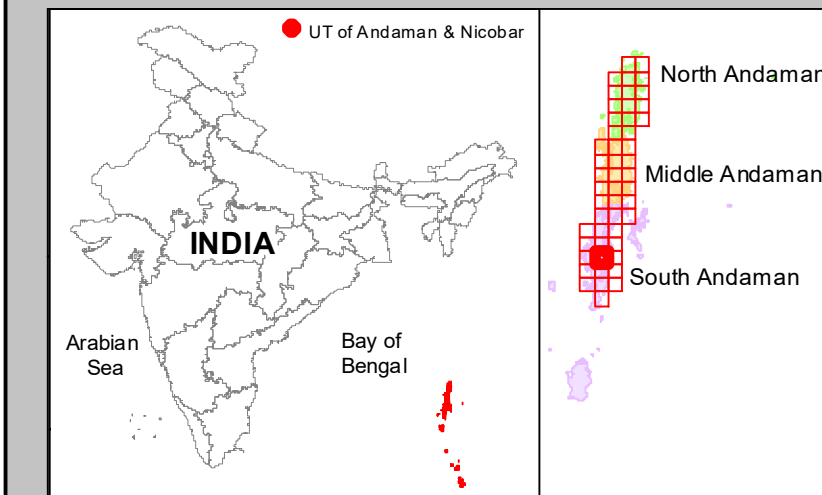 UT of Andaman & Nicobar
INDIA
Arabian
Sea
Bay of
Bengal
North Andaman
Middle Andaman
South Andaman